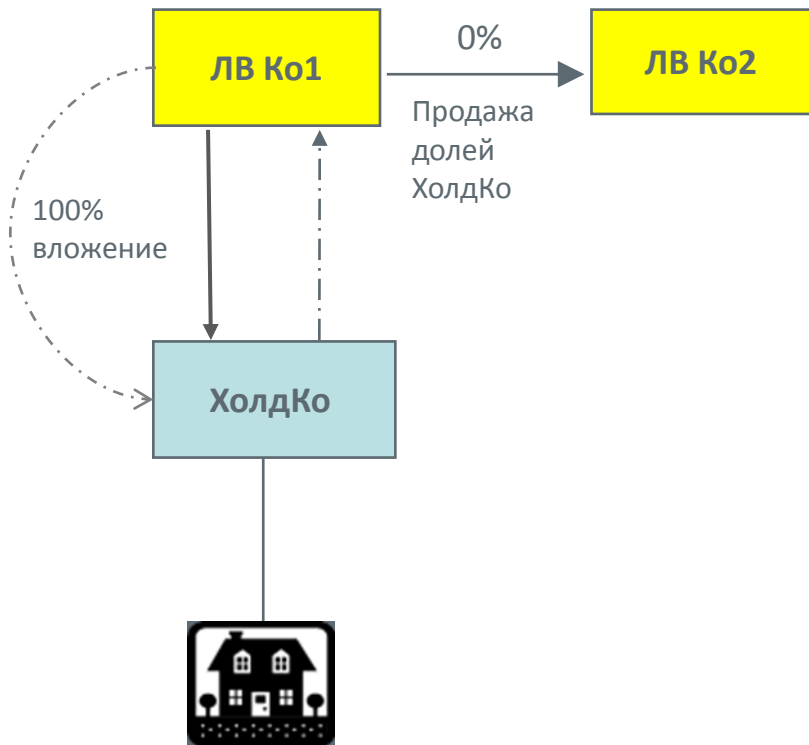 ЛВ Ко1
0%
ЛВ Ко2
Продажа
долей
ХолдКо
100%
вложение
ХолдКо